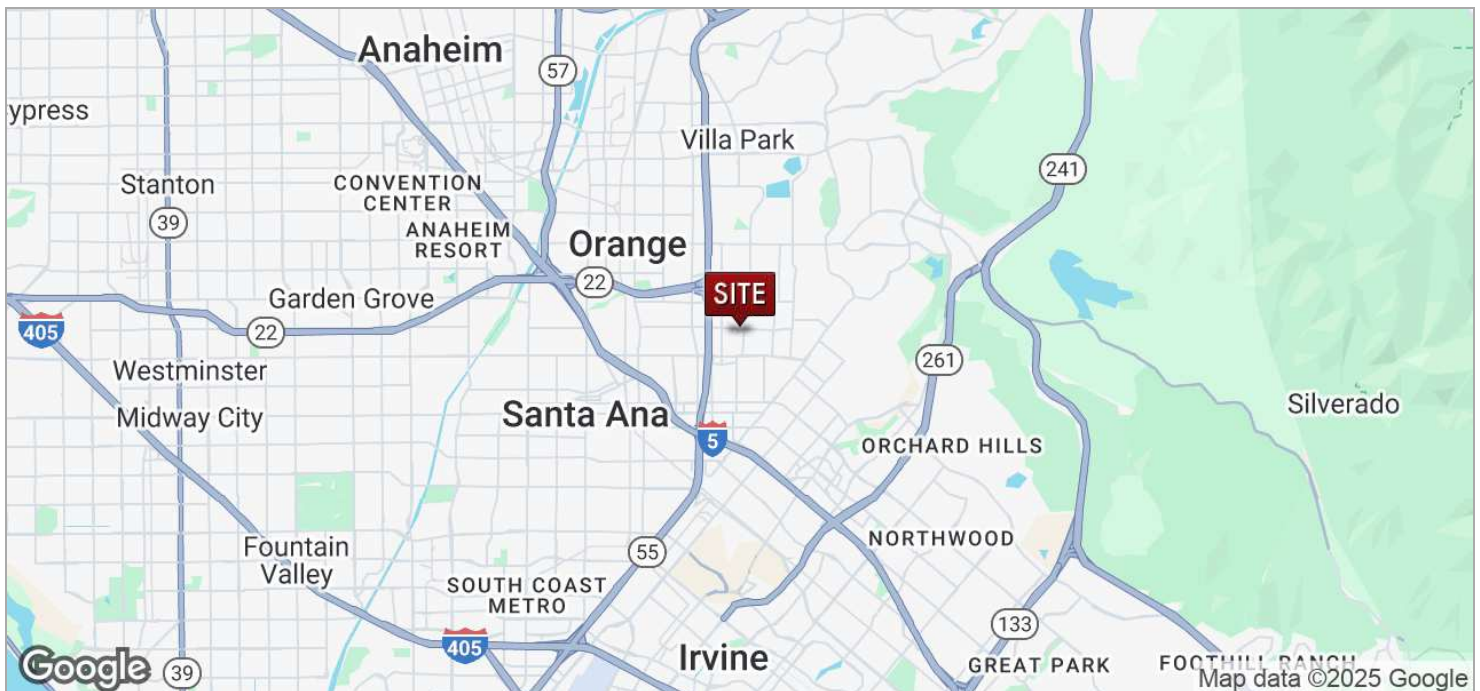 Anaheim
57
ypress
Villa Park
241
Stanton
CONVENTION
CENTER
39
ANAHEIM
RESORT
Orange
22
SITE
Garden Grove
405
22
261
Westminster
Midway City
Santa Ana
Silverado
5
ORCHARD HILLS
Fountain
Valley
55
NORTHWOOD
SOUTH COAST
METRO
133
405
Irvine
GREAT PARK
FOOTHILL RANCH
Google
39
Map data ©2025 Google